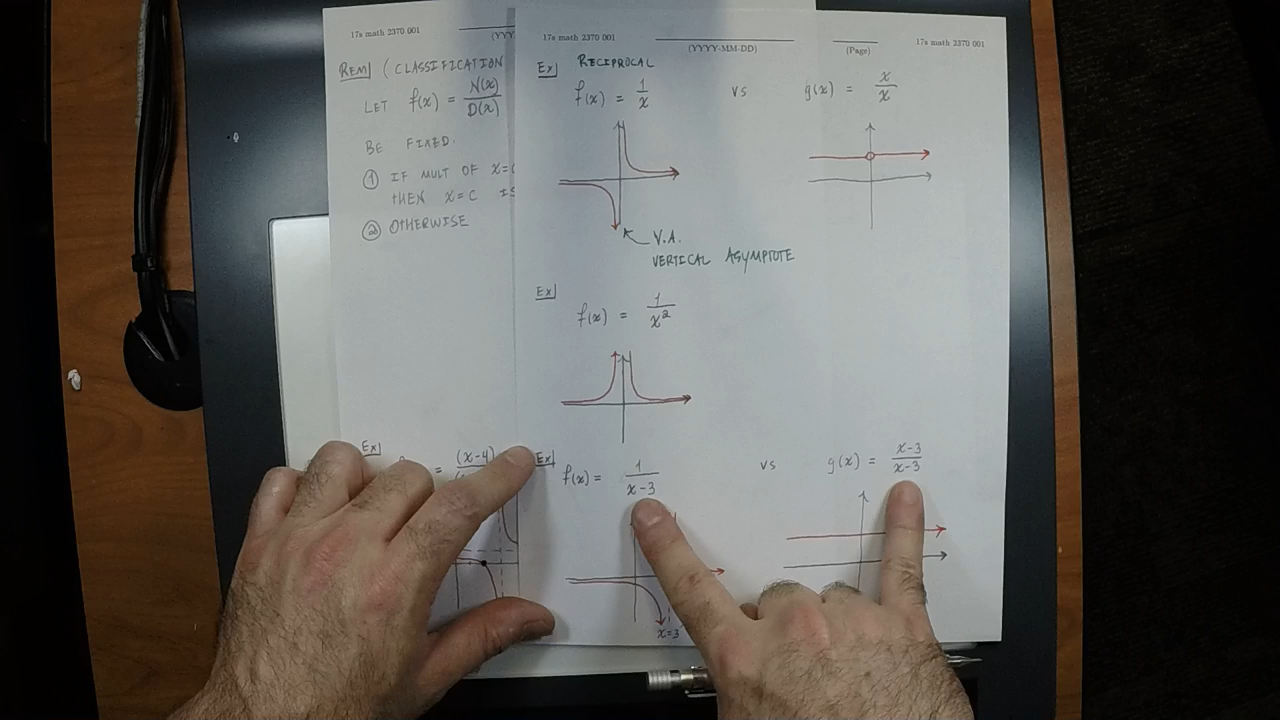 17s math 2370 001
REM (CLASSIFICATION
LET f(x) = N(x)/D(x)
BE FIXED.
① IF MULT OF X=
THEN X=C IS
② OTHERWISE
Ex
= (x-4)
17s math 2370 001
(YYYY-MM-DD)
(Page)
17s math 2370 001
Ex RECIPROCAL
f(x) = 1/x vs g(x) = x/x
V.A.
VERTICAL ASYMPTOTE
Ex
f(x) = 1/x²
Ex
f(x) = 1/(x-3) vs g(x) = (x-3)/(x-3)
x=3